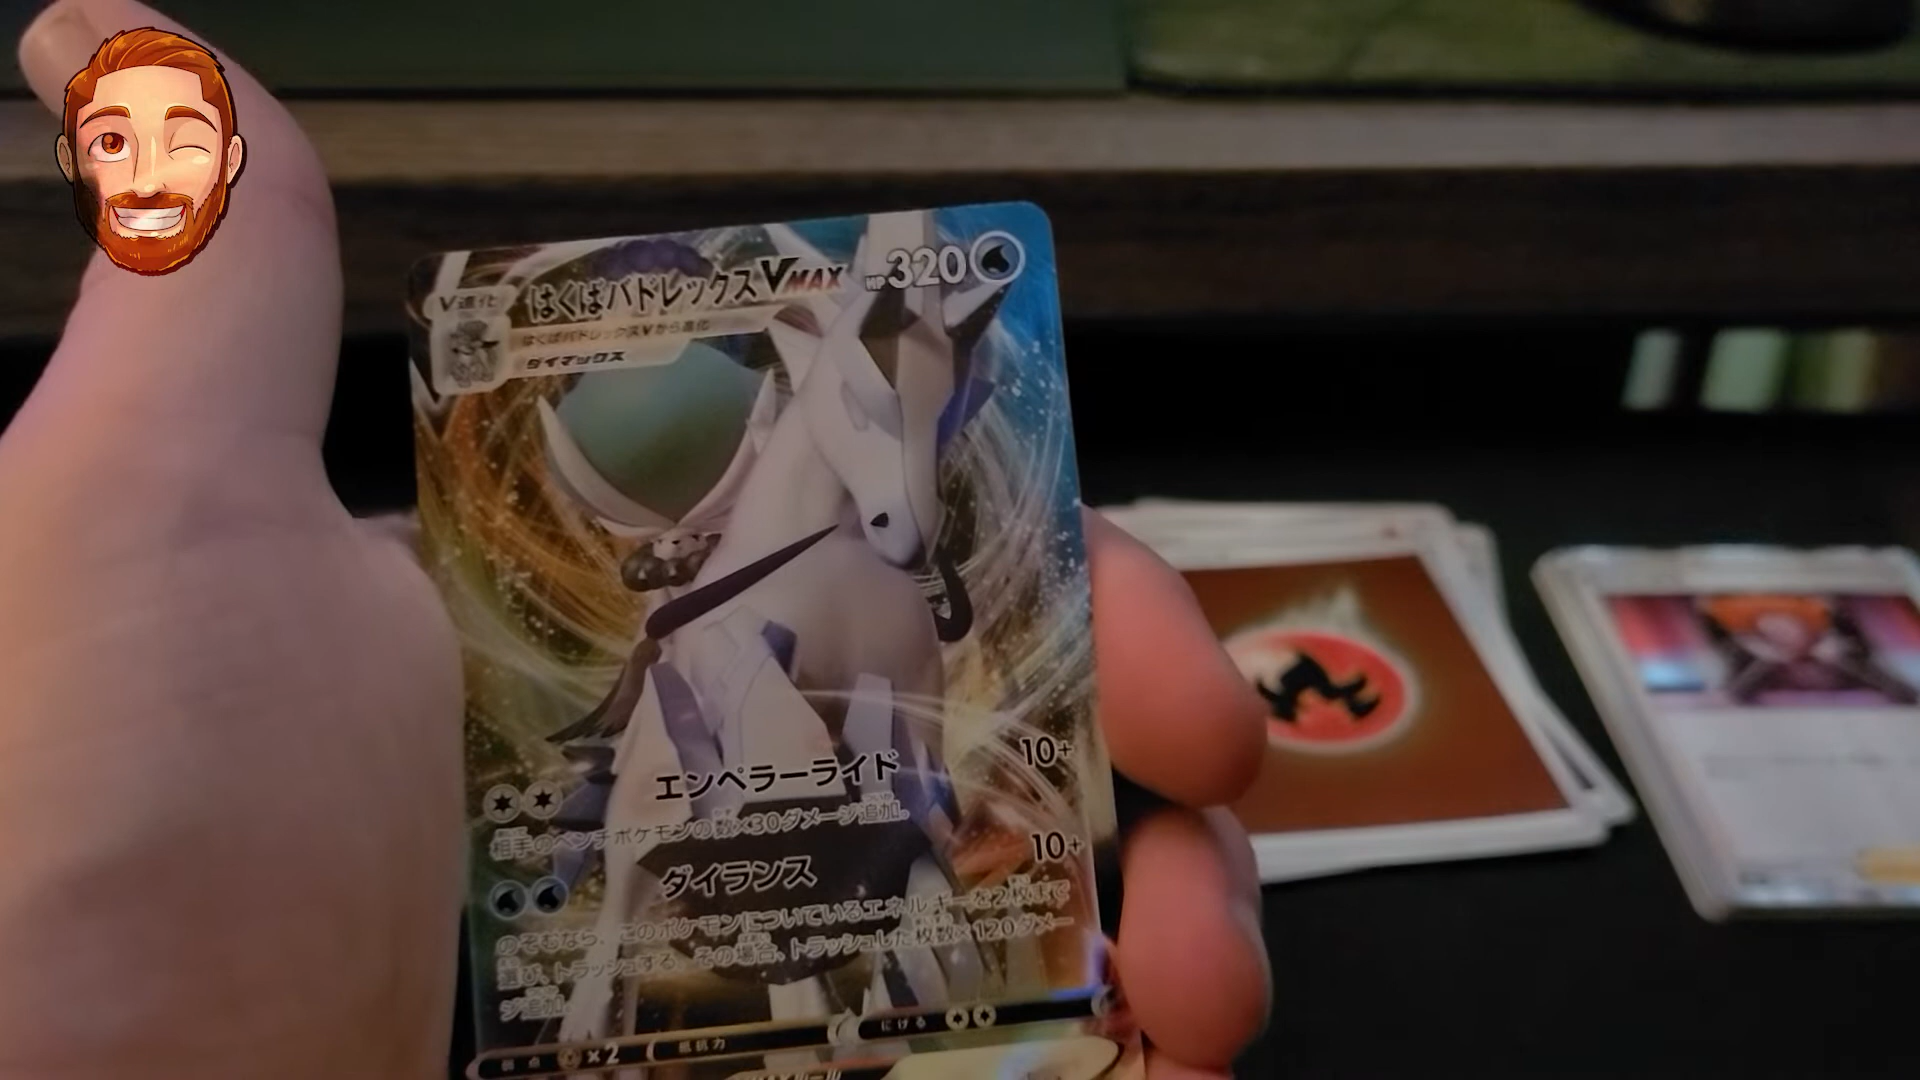 V進化
はくばバドレックスVMAX
HP320
はくばバドレックスVから進化
ダイマックス
エンペラーライド 10+
相手のベンチポケモンの数×30ダメージ追加。
ダイランス 10+
のぞむなら、このポケモンについているエネルギーを2枚まで
選び、トラッシュする。その場合、トラッシュした枚数×120ダメー
ジ追加。
弱点 ×2 抵抗力 にげる